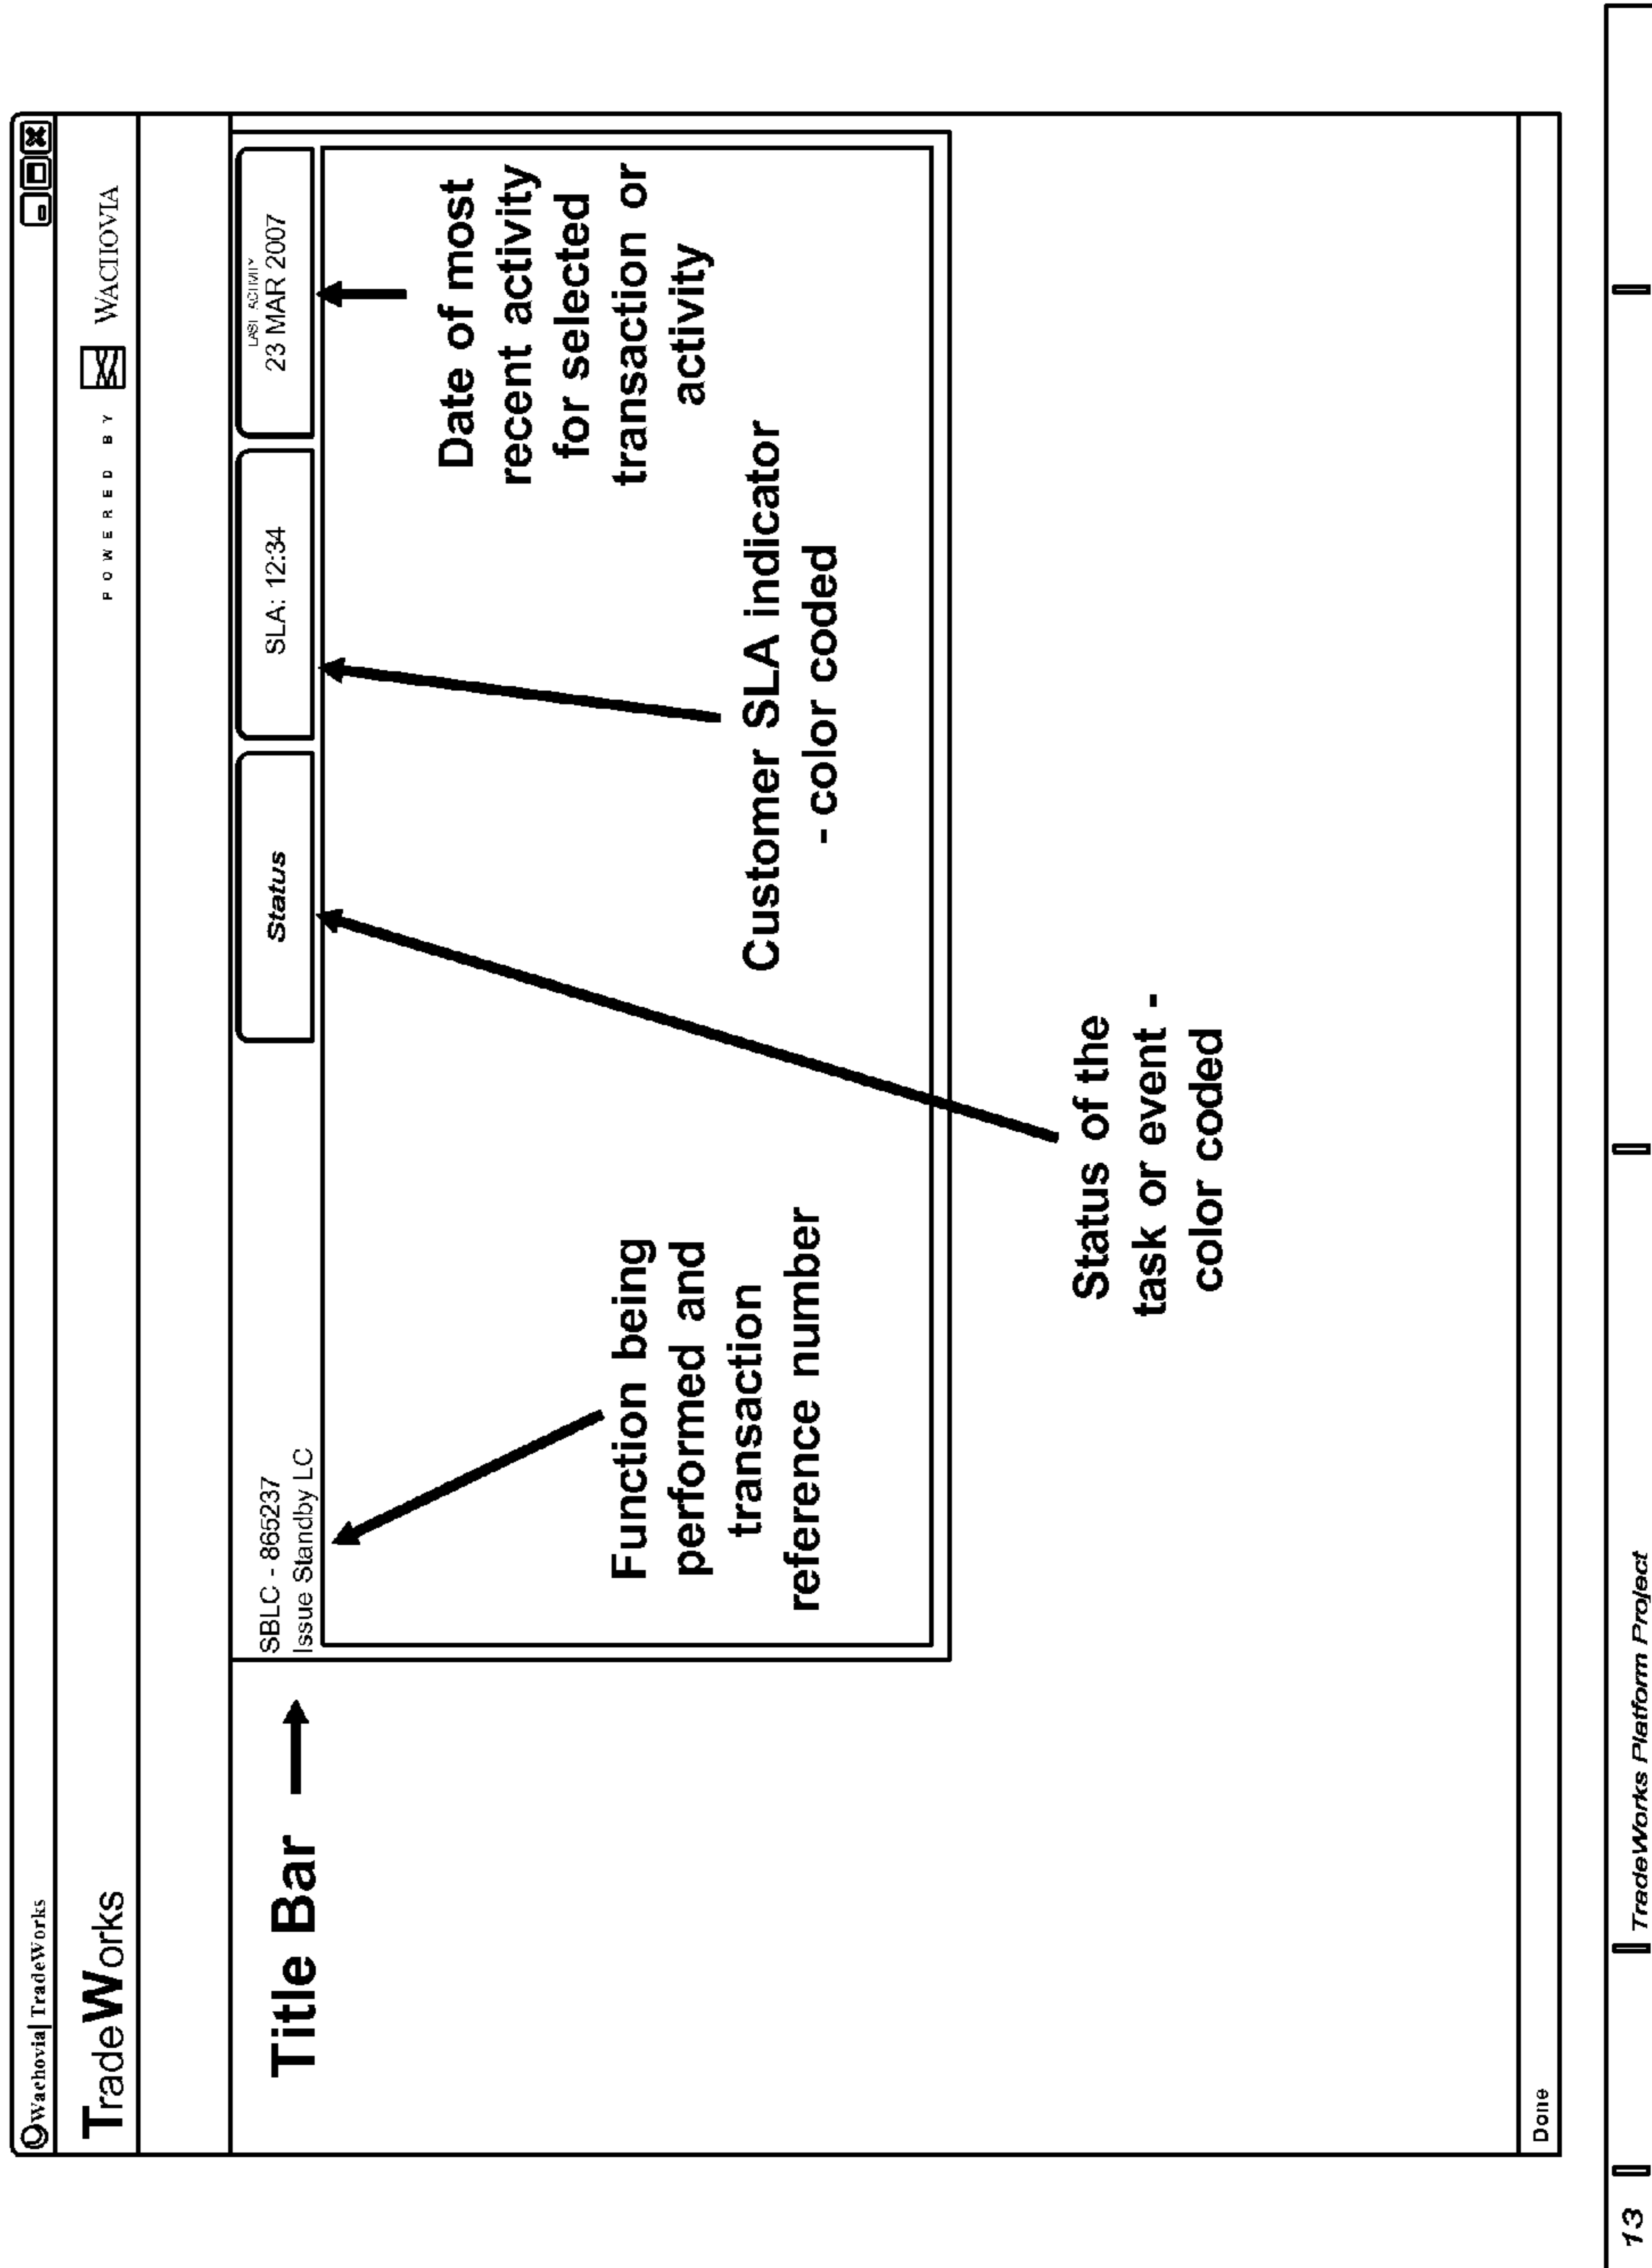 Wachovia| TradeWorks
TradeWorks
POWERED BY WACHOVIA
Title Bar
SBLC - 865237
Issue Standby LC
Status
SLA: 12:34
LAST ACTIVITY
23 MAR 2007
Function being
performed and
transaction
reference number
Status of the
task or event -
color coded
Customer SLA indicator
- color coded
Date of most
recent activity
for selected
transaction or
activity
Done
13
TradeWorks Platform Project